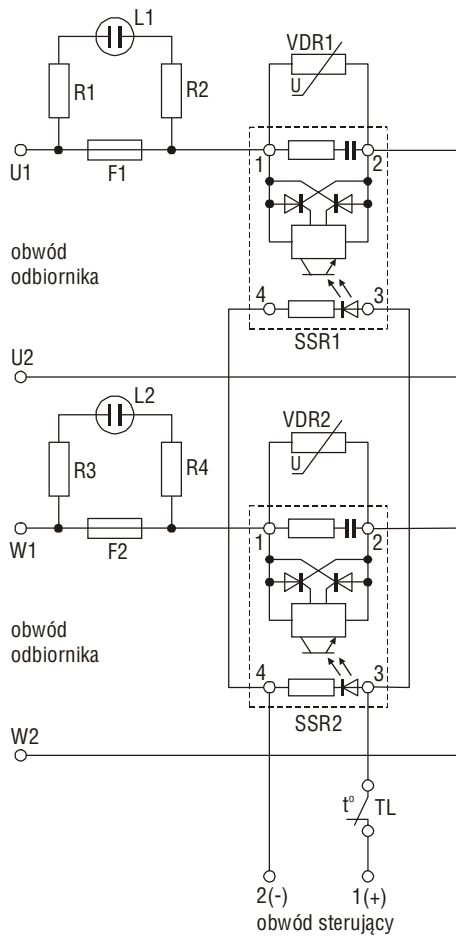 L1
VDR1
R1
R2
U
U1
F1
1
2
obwód
odbiornika
4
3
SSR1
U2
L2
VDR2
R3
R4
U
W1
F2
1
2
obwód
odbiornika
4
3
SSR2
W2
t°
TL
2(-)
1(+)
obwód sterujący